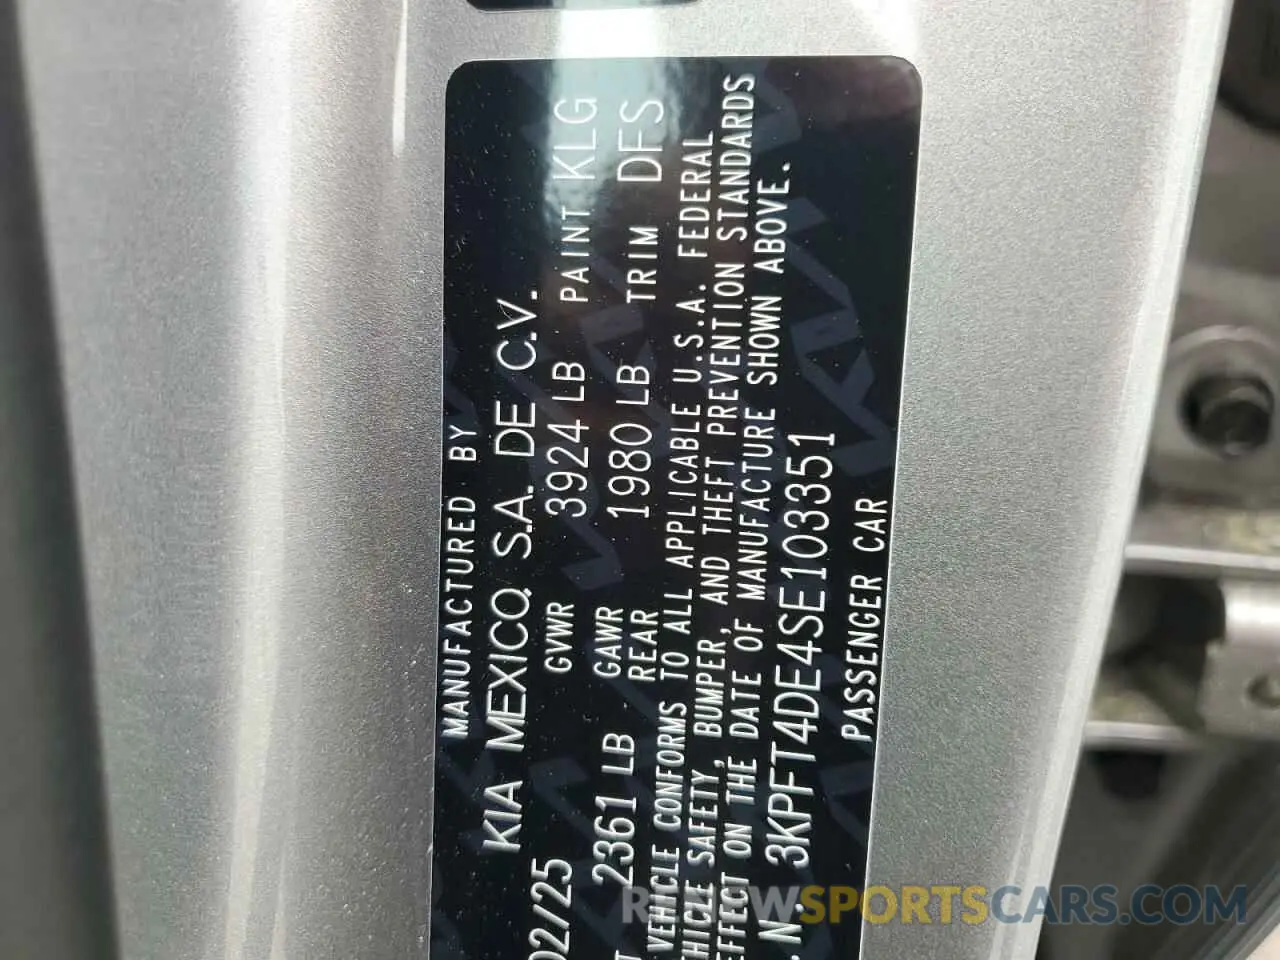 MANUFACTURED BY
KIA MEXICO, S.A. DE C.V.
02/25 GVWR 3924 LB PAINT KLG
2361 LB GAWR REAR 1980 LB TRIM DFS
VEHICLE CONFORMS TO ALL APPLICABLE U.S.A. FEDERAL
SAFETY, BUMPER, AND THEFT PREVENTION STANDARDS
EFFECT ON THE DATE OF MANUFACTURE SHOWN ABOVE.
.N. 3KPFT4DE4SE103351
PASSENGER CAR
REVIEWSPORTSCARS.COM